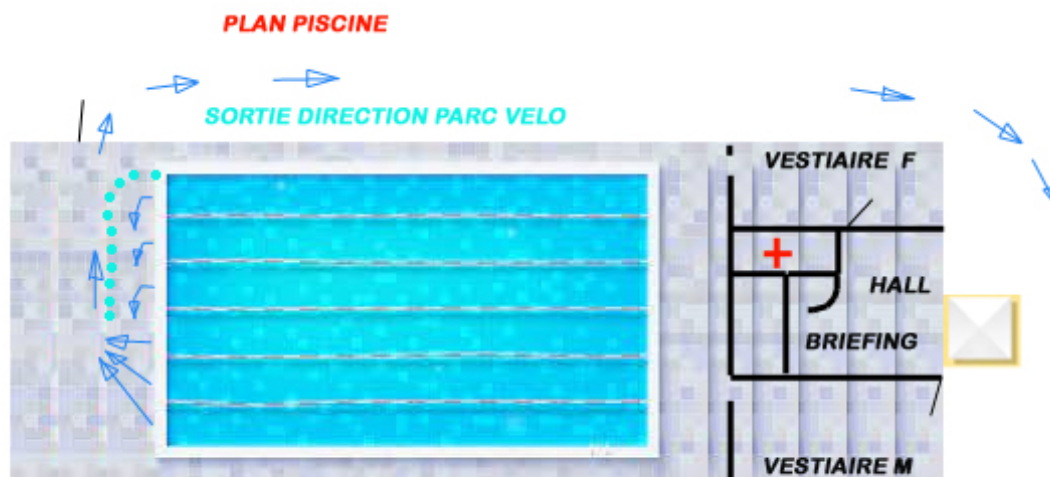 PLAN PISCINE
SORTIE DIRECTION PARC VELO
VESTIAIRE F
HALL
BRIEFING
VESTIAIRE M